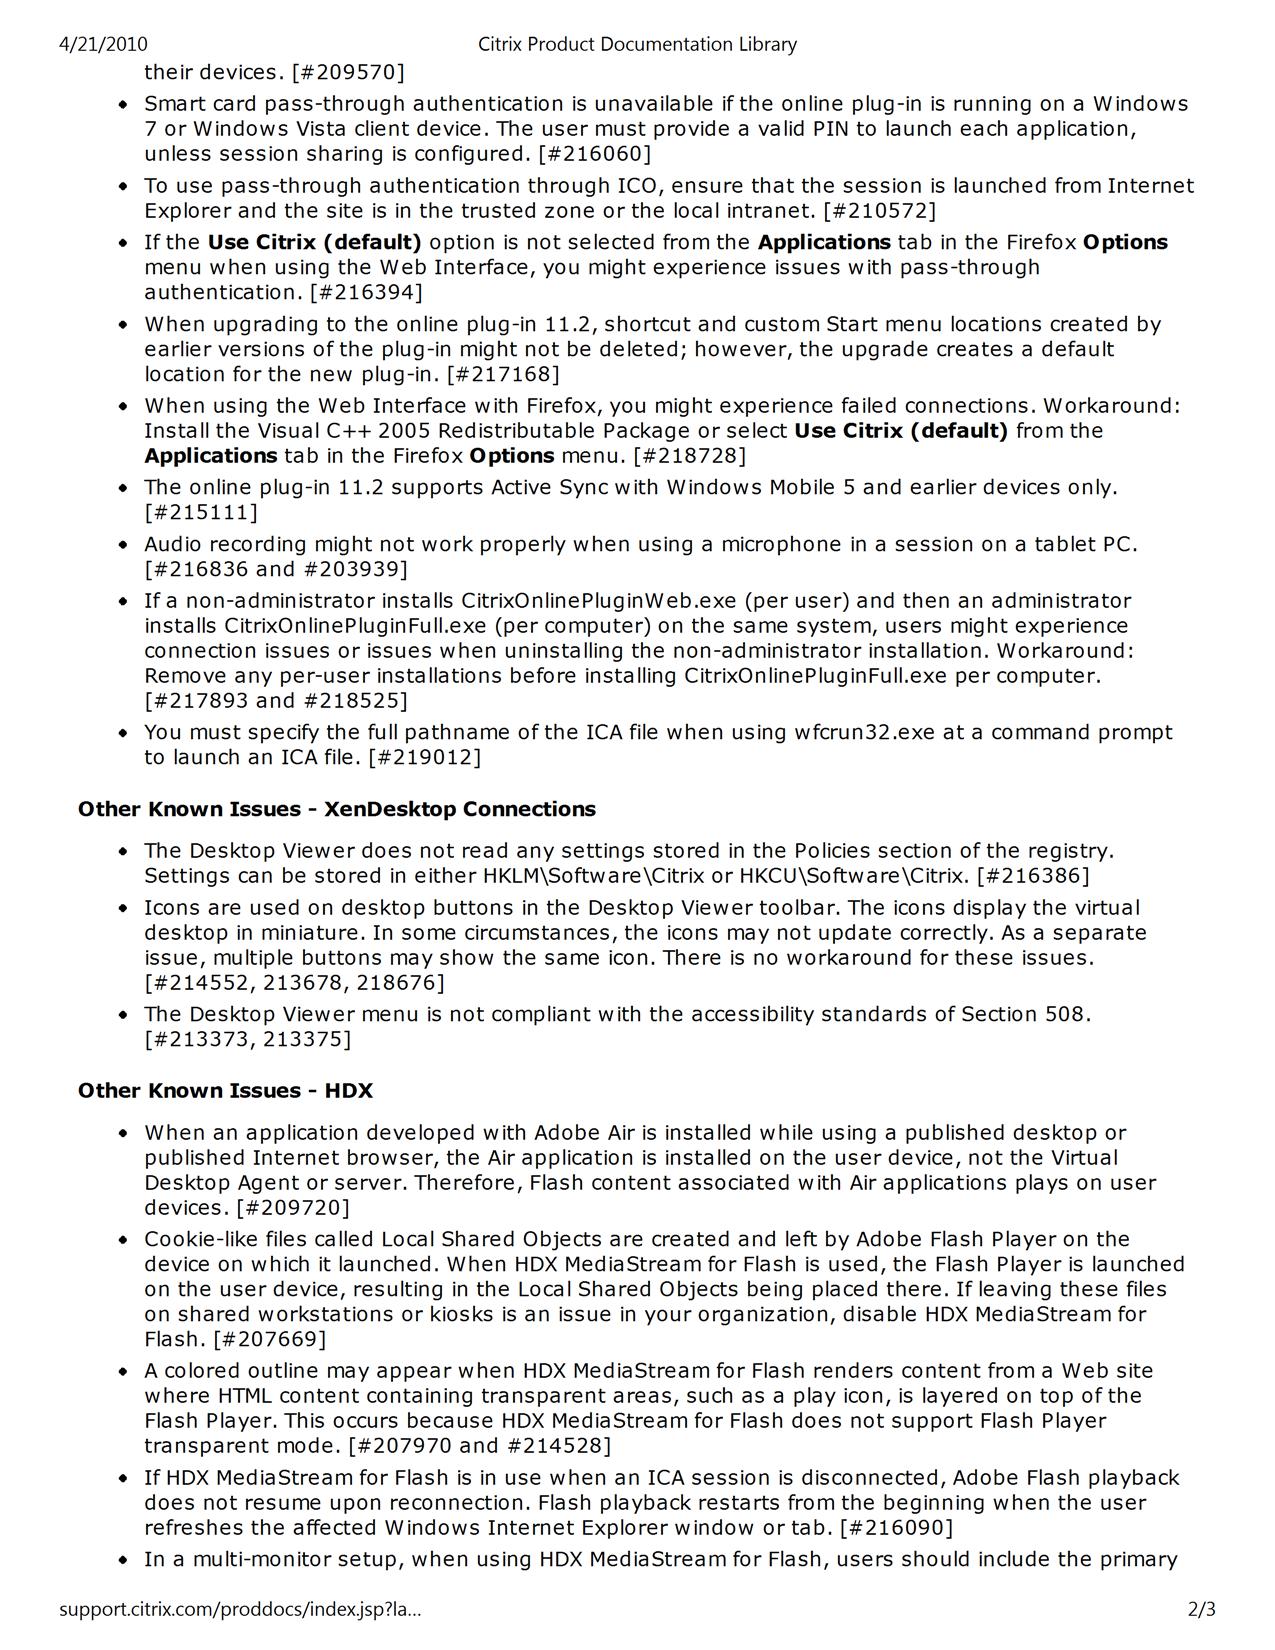 4/21/2010
Citrix Product Documentation Library
their devices. [#209570]
• Smart card pass-through authentication is unavailable if the online plug-in is running on a Windows
7 or Windows Vista client device. The user must provide a valid PIN to launch each application,
unless session sharing is configured. [#216060]
• To use pass-through authentication through ICO, ensure that the session is launched from Internet
Explorer and the site is in the trusted zone or the local intranet. [#210572]
• If the Use Citrix (default) option is not selected from the Applications tab in the Firefox Options
menu when using the Web Interface, you might experience issues with pass-through
authentication. [#216394]
• When upgrading to the online plug-in 11.2, shortcut and custom Start menu locations created by
earlier versions of the plug-in might not be deleted; however, the upgrade creates a default
location for the new plug-in. [#217168]
• When using the Web Interface with Firefox, you might experience failed connections. Workaround:
Install the Visual C++ 2005 Redistributable Package or select Use Citrix (default) from the
Applications tab in the Firefox Options menu. [#218728]
• The online plug-in 11.2 supports Active Sync with Windows Mobile 5 and earlier devices only.
[#215111]
• Audio recording might not work properly when using a microphone in a session on a tablet PC.
[#216836 and #203939]
• If a non-administrator installs CitrixOnlinePluginWeb.exe (per user) and then an administrator
installs CitrixOnlinePluginFull.exe (per computer) on the same system, users might experience
connection issues or issues when uninstalling the non-administrator installation. Workaround:
Remove any per-user installations before installing CitrixOnlinePluginFull.exe per computer.
[#217893 and #218525]
• You must specify the full pathname of the ICA file when using wfcrun32.exe at a command prompt
to launch an ICA file. [#219012]
Other Known Issues - XenDesktop Connections
• The Desktop Viewer does not read any settings stored in the Policies section of the registry.
Settings can be stored in either HKLM\Software\Citrix or HKCU\Software\Citrix. [#216386]
• Icons are used on desktop buttons in the Desktop Viewer toolbar. The icons display the virtual
desktop in miniature. In some circumstances, the icons may not update correctly. As a separate
issue, multiple buttons may show the same icon. There is no workaround for these issues.
[#214552, 213678, 218676]
• The Desktop Viewer menu is not compliant with the accessibility standards of Section 508.
[#213373, 213375]
Other Known Issues - HDX
• When an application developed with Adobe Air is installed while using a published desktop or
published Internet browser, the Air application is installed on the user device, not the Virtual
Desktop Agent or server. Therefore, Flash content associated with Air applications plays on user
devices. [#209720]
• Cookie-like files called Local Shared Objects are created and left by Adobe Flash Player on the
device on which it launched. When HDX MediaStream for Flash is used, the Flash Player is launched
on the user device, resulting in the Local Shared Objects being placed there. If leaving these files
on shared workstations or kiosks is an issue in your organization, disable HDX MediaStream for
Flash. [#207669]
• A colored outline may appear when HDX MediaStream for Flash renders content from a Web site
where HTML content containing transparent areas, such as a play icon, is layered on top of the
Flash Player. This occurs because HDX MediaStream for Flash does not support Flash Player
transparent mode. [#207970 and #214528]
• If HDX MediaStream for Flash is in use when an ICA session is disconnected, Adobe Flash playback
does not resume upon reconnection. Flash playback restarts from the beginning when the user
refreshes the affected Windows Internet Explorer window or tab. [#216090]
• In a multi-monitor setup, when using HDX MediaStream for Flash, users should include the primary
support.citrix.com/proddocs/index.jsp?la...
2/3